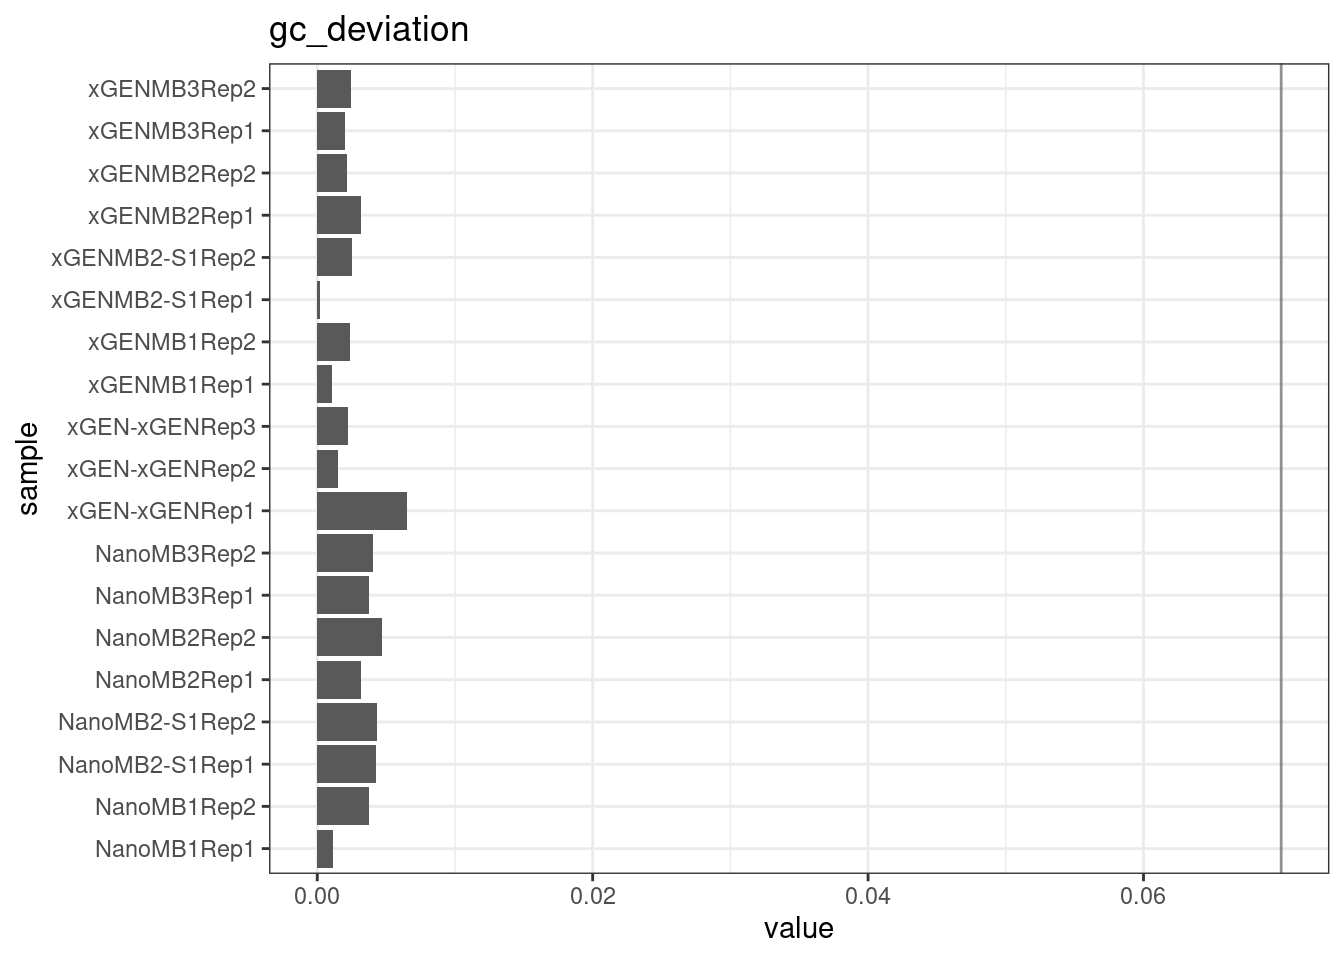 gc_deviation
xGENMB3Rep2
xGENMB3Rep1
xGENMB2Rep2
xGENMB2Rep1
xGENMB2-S1Rep2
xGENMB2-S1Rep1
xGENMB1Rep2
xGENMB1Rep1
xGEN-xGENRep3
xGEN-xGENRep2
xGEN-xGENRep1
NanoMB3Rep2
NanoMB3Rep1
NanoMB2Rep2
NanoMB2Rep1
NanoMB2-S1Rep2
NanoMB2-S1Rep1
NanoMB1Rep2
NanoMB1Rep1
sample
0.00 0.02 0.04 0.06
value